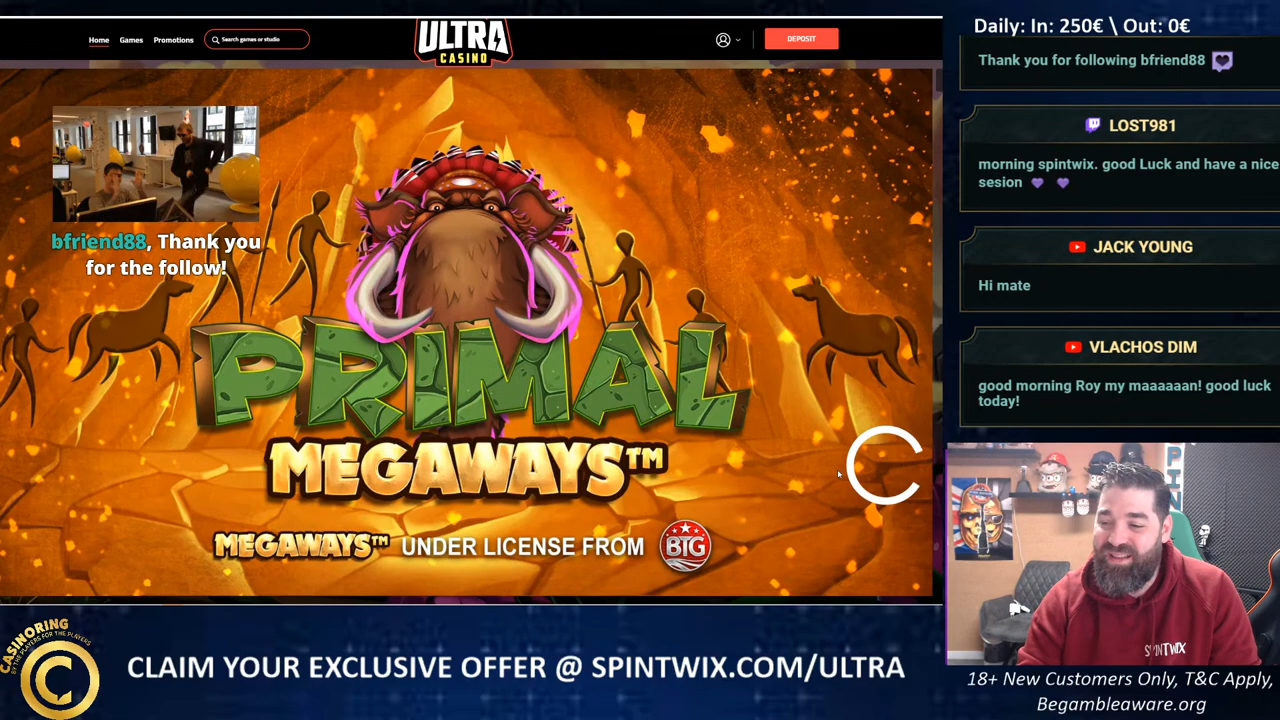 Home
Games
Promotions
Search games or studio
ULTRA
CASINO
DEPOSIT
Daily: In: 250€ \ Out: 0€
Thank you for following bfriend88
LOST981
morning spintwix. good Luck and have a nice
sesion
JACK YOUNG
Hi mate
VLACHOS DIM
good morning Roy my maaaaaan! good luck
today!
bfriend88, Thank you
for the follow!
PRIMAL
MEGAWAYS™
MEGAWAYS™ UNDER LICENSE FROM BTG
SPINTWIX
CASINORING
BY THE PLAYERS FOR THE PLAYERS
CLAIM YOUR EXCLUSIVE OFFER @ SPINTWIX.COM/ULTRA
18+ New Customers Only, T&C Apply,
Begambleaware.org